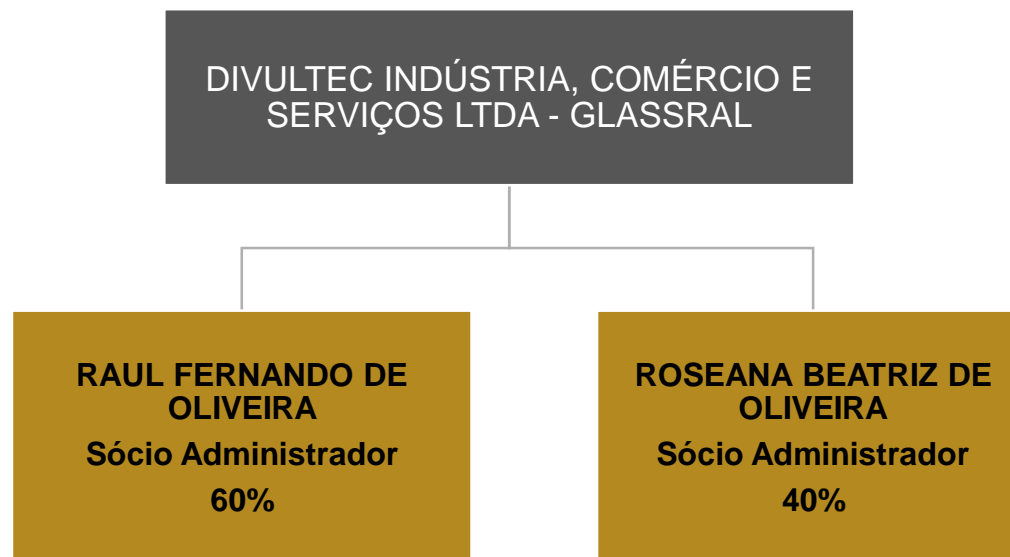 DIVULTEC INDÚSTRIA, COMÉRCIO E
SERVIÇOS LTDA - GLASSRAL
RAUL FERNANDO DE
OLIVEIRA
Sócio Administrador
60%
ROSEANA BEATRIZ DE
OLIVEIRA
Sócio Administrador
40%